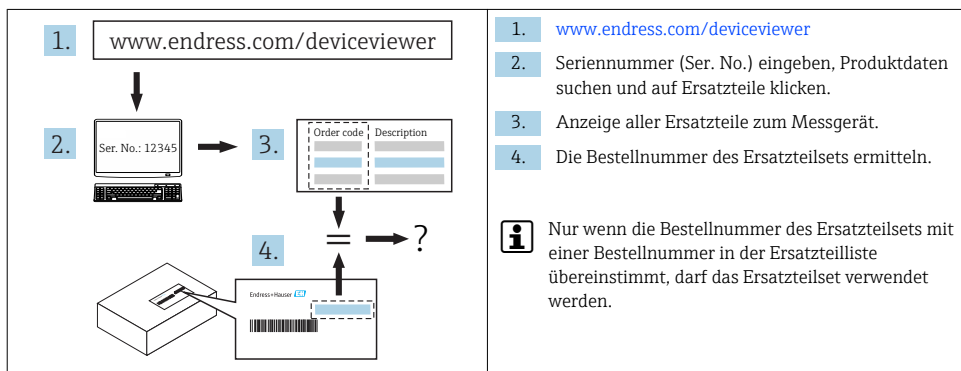 1.
www.endress.com/deviceviewer
2.
Ser. No.: 12345
3.
Order code
Description
=
?
4.
Endress+Hauser EH
1. www.endress.com/deviceviewer
2. Seriennummer (Ser. No.) eingeben, Produktdaten
suchen und auf Ersatzteile klicken.
3. Anzeige aller Ersatzteile zum Messgerät.
4. Die Bestellnummer des Ersatzteilsets ermitteln.
i Nur wenn die Bestellnummer des Ersatzteilsets mit
einer Bestellnummer in der Ersatzteilliste
übereinstimmt, darf das Ersatzteilset verwendet
werden.